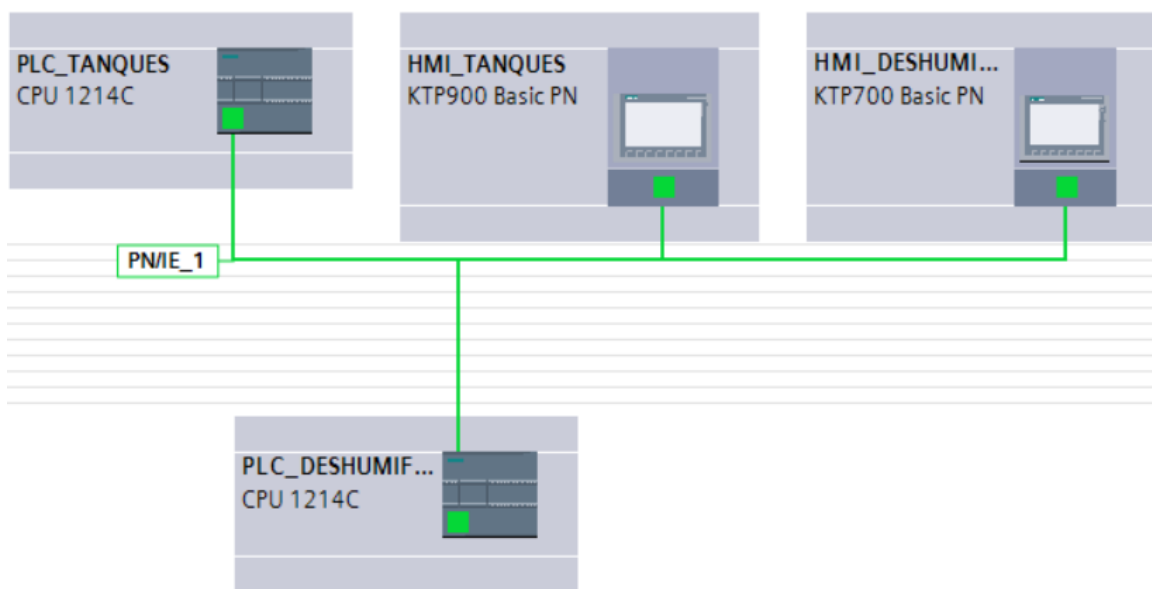 PLC_TANQUES
CPU 1214C
HMI_TANQUES
KTP900 Basic PN
HMI_DESHUMI...
KTP700 Basic PN
PN/IE_1
PLC_DESHUMIF...
CPU 1214C